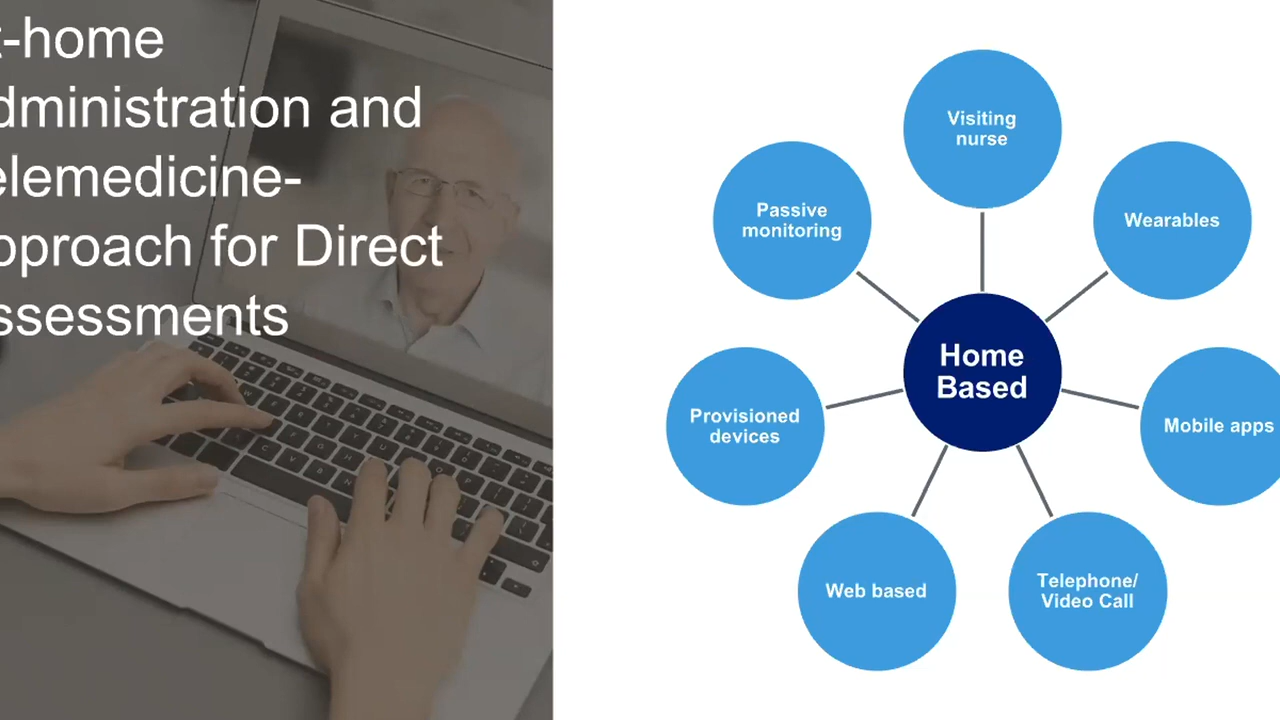 t-home
dministration and
elemedicine-
pproach for Direct
ssessments
Visiting
nurse
Passive
monitoring
Wearables
Home
Based
Provisioned
devices
Mobile apps
Web based
Telephone/
Video Call